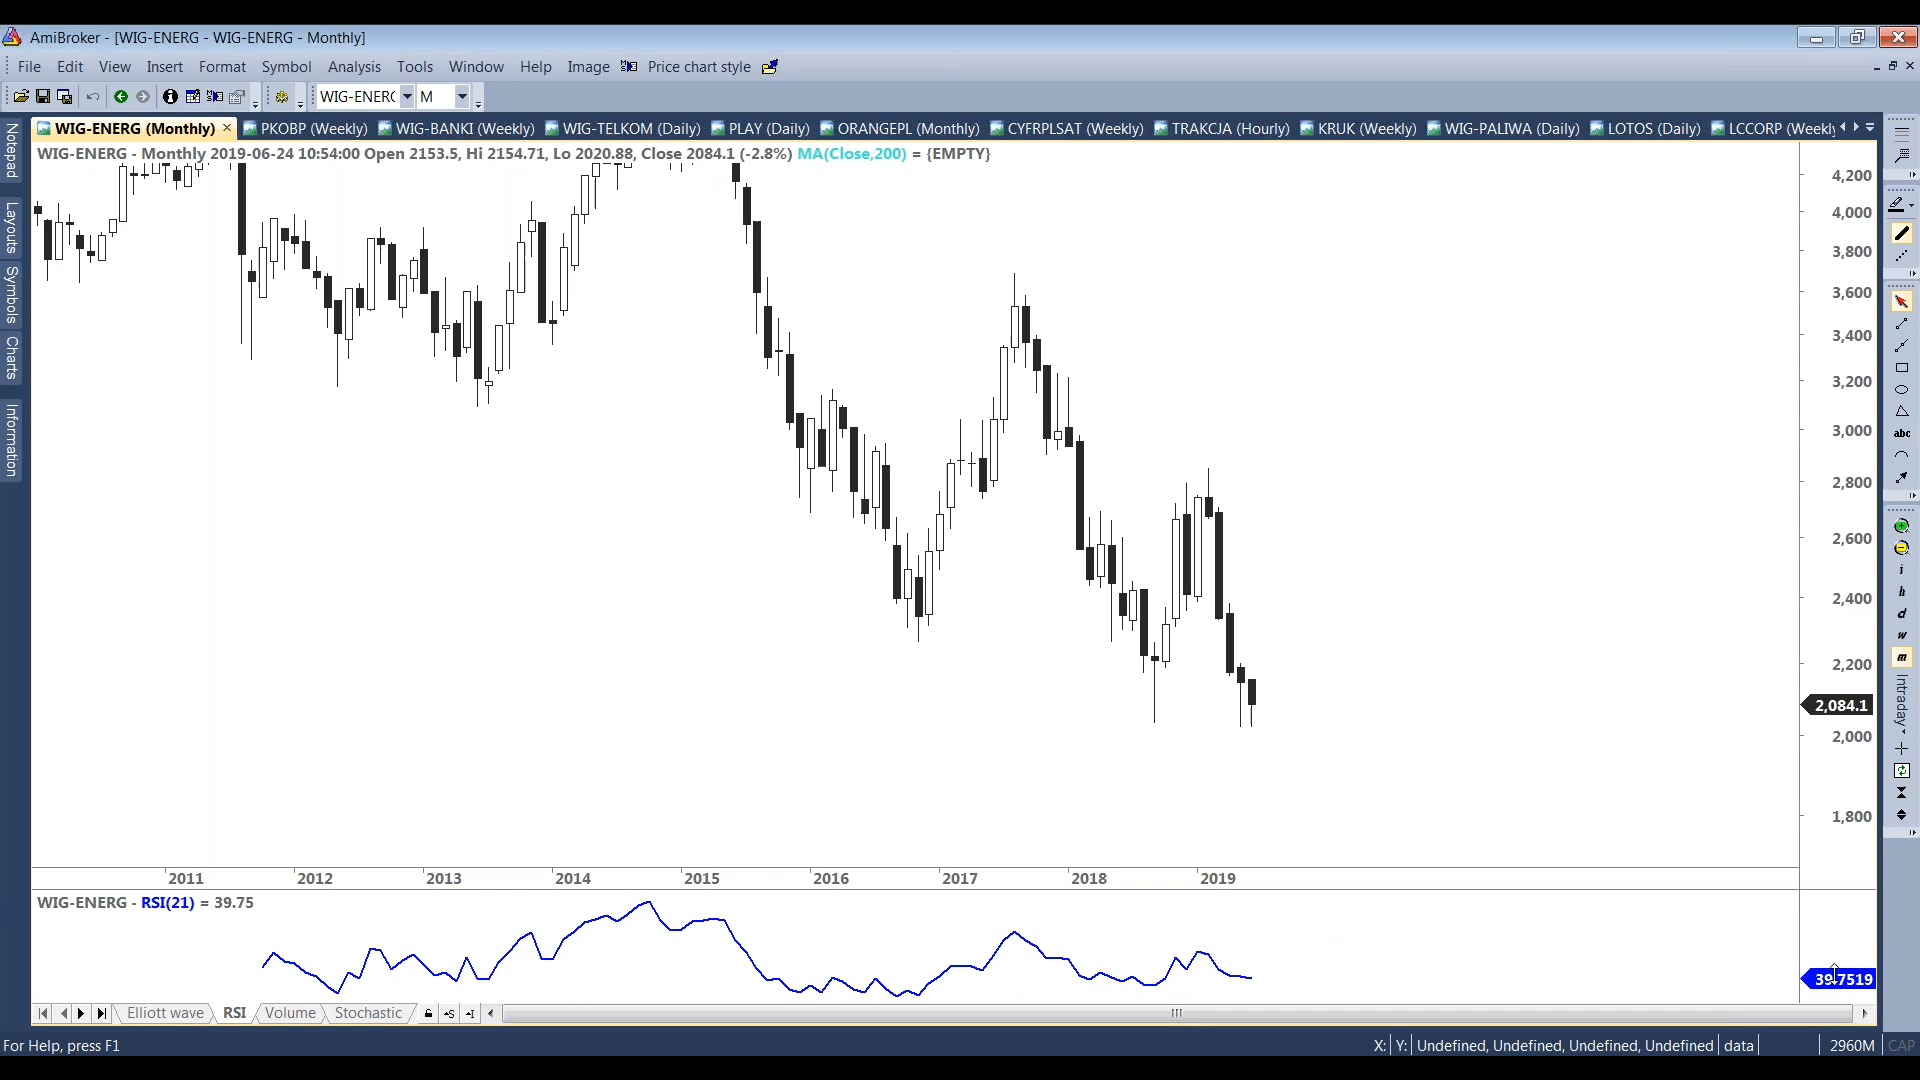 AmiBroker - [WIG-ENERG - WIG-ENERG - Monthly]
File Edit View Insert Format Symbol Analysis Tools Window Help Image Price chart style
WIG-ENERG M
WIG-ENERG (Monthly) PKOBP (Weekly) WIG-BANKI (Weekly) WIG-TELKOM (Daily) PLAY (Daily) ORANGEPL (Monthly) CYFRPLSAT (Weekly) TRAKCJA (Hourly) KRUK (Weekly) WIG-PALIWA (Daily) LOTOS (Daily) LCCORP (Weekly
WIG-ENERG - Monthly 2019-06-24 10:54:00 Open 2153.5, Hi 2154.71, Lo 2020.88, Close 2084.1 (-2.8%) MA(Close,200) = {EMPTY}
Notepad
Layouts
Symbols
Charts
Information
4,200
4,000
3,800
3,600
3,400
3,200
3,000
2,800
2,600
2,400
2,200
2,084.1
2,000
1,800
abc
i
h
d
w
m
Intraday
2011 2012 2013 2014 2015 2016 2017 2018 2019
WIG-ENERG - RSI(21) = 39.75
39.7519
Elliott wave RSI Volume Stochastic
S
I
For Help, press F1
X: Y: Undefined, Undefined, Undefined, Undefined data 2960M CAP